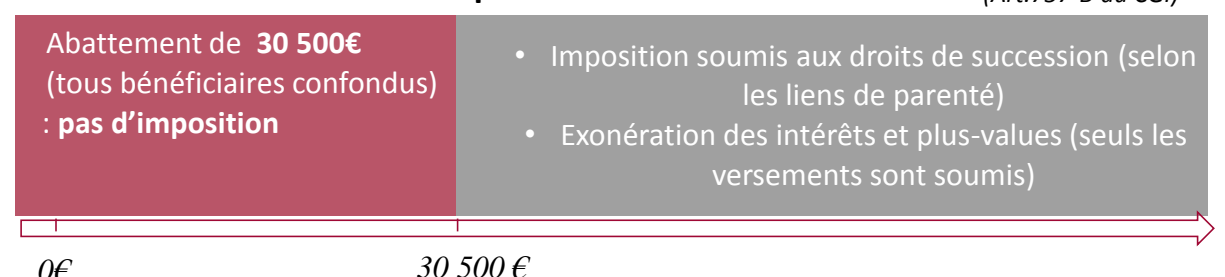 Abattement de 30 500€
(tous bénéficiaires confondus)
: pas d’imposition
• Imposition soumis aux droits de succession (selon
les liens de parenté)
• Exonération des intérêts et plus-values (seuls les
versements sont soumis)
0€
30 500 €